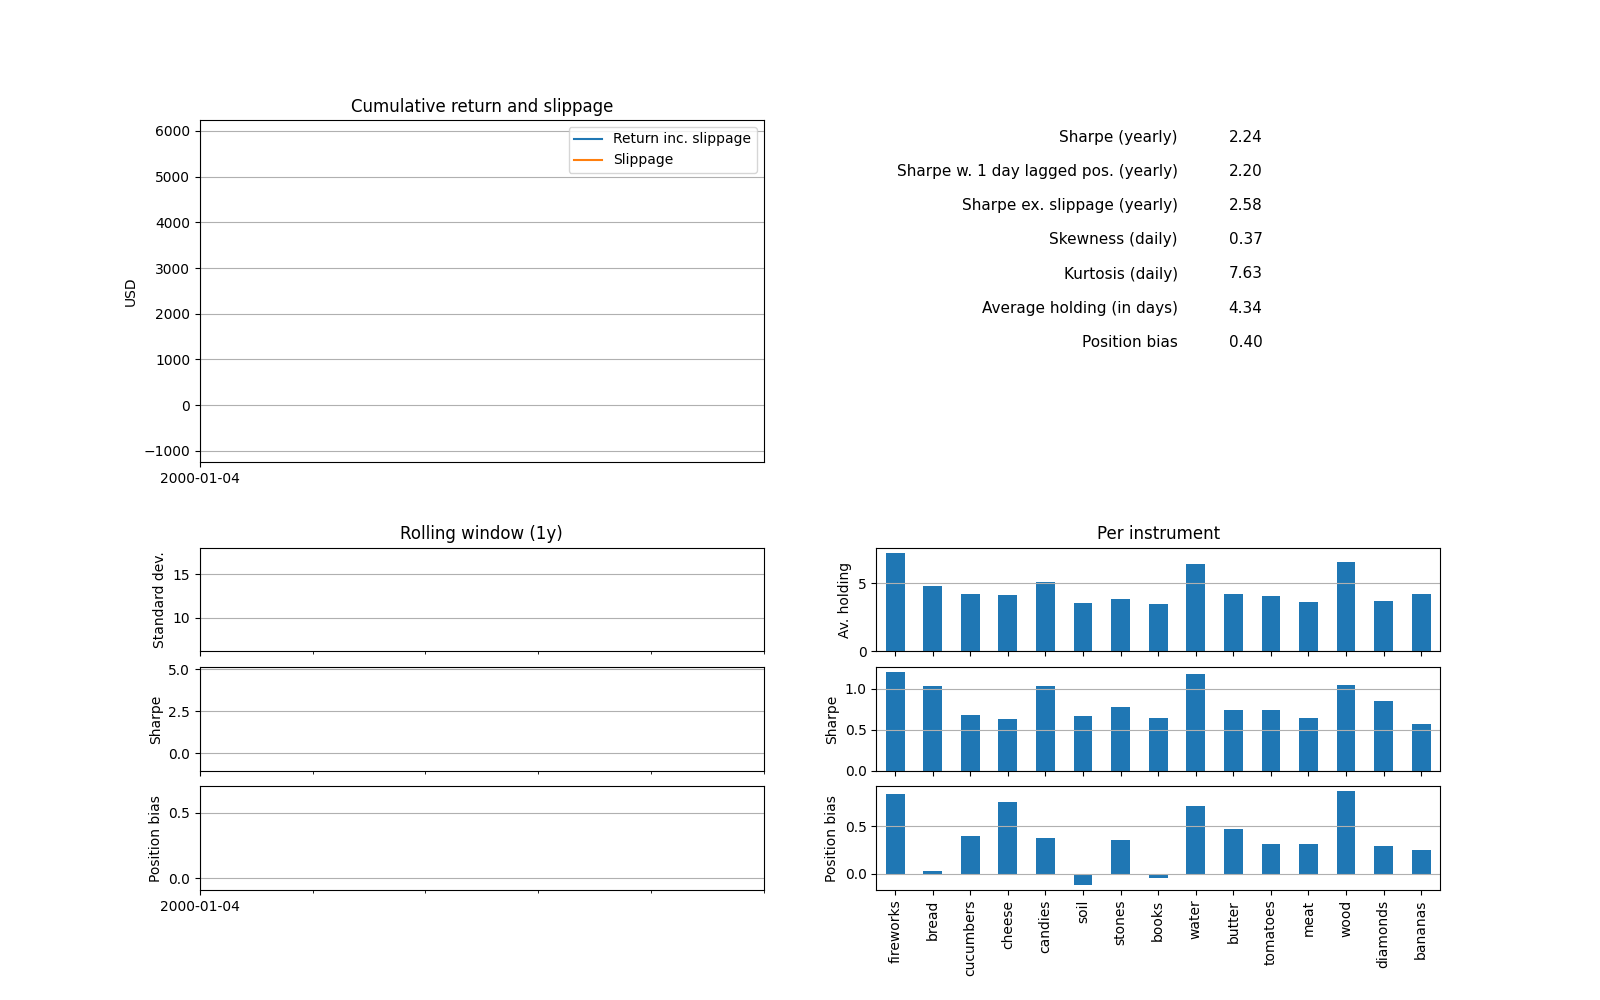 Cumulative return and slippage
6000
5000
4000
3000
2000
1000
0
−1000
USD
2000-01-04
Return inc. slippage
Slippage
Sharpe (yearly) 2.24
Sharpe w. 1 day lagged pos. (yearly) 2.20
Sharpe ex. slippage (yearly) 2.58
Skewness (daily) 0.37
Kurtosis (daily) 7.63
Average holding (in days) 4.34
Position bias 0.40
Rolling window (1y)
Standard dev.
15
10
Sharpe
5.0
2.5
0.0
Position bias
0.5
0.0
2000-01-04
Per instrument
Av. holding
5
0
Sharpe
1.0
0.5
0.0
Position bias
0.5
0.0
fireworks
bread
cucumbers
cheese
candies
soil
stones
books
water
butter
tomatoes
meat
wood
diamonds
bananas